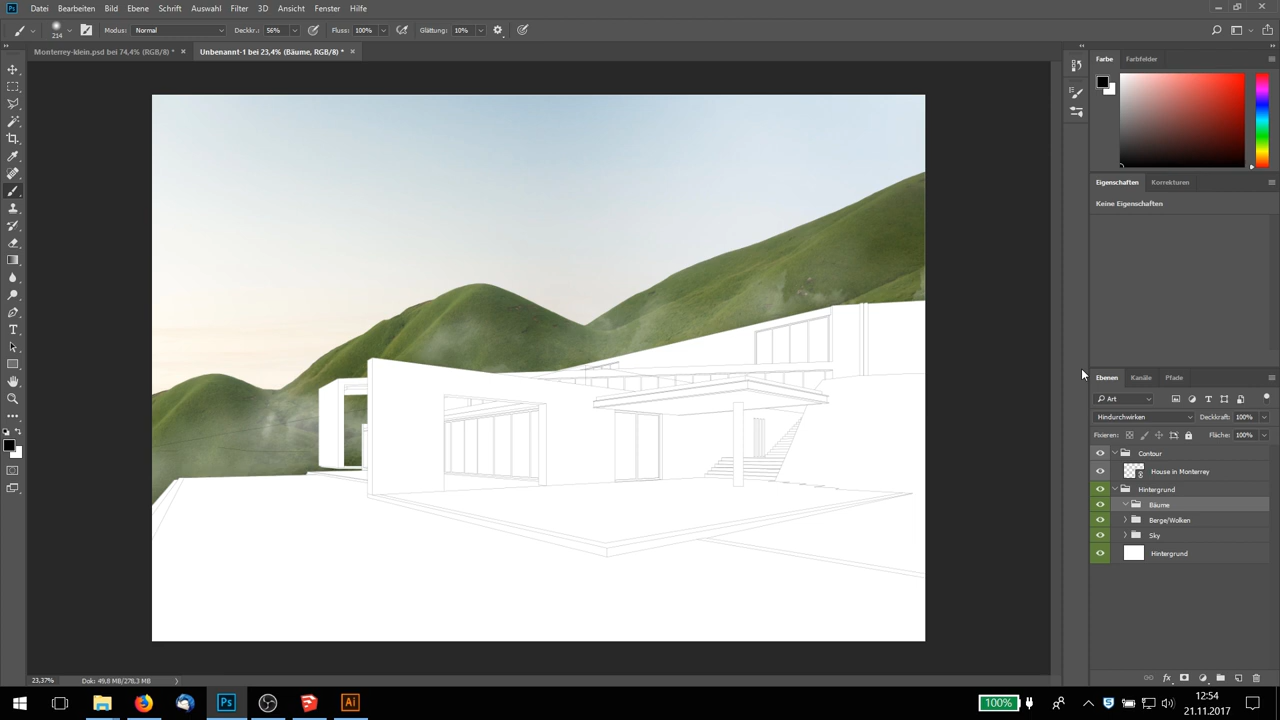 Ps Datei Bearbeiten Bild Ebene Schrift Auswahl Filter 3D Ansicht Fenster Hilfe
214 Modus: Normal Deckkr.: 56% Fluss: 100% Glättung: 10%
Monterrey-klein.psd bei 74,4% (RGB/8) * × Unbenannt-1 bei 23,4% (Bäume, RGB/8) * ×
Farbe Farbfelder
Eigenschaften Korrekturen
Keine Eigenschaften
Ebenen Kanäle Pfade
Art
Hindurchwirken Deckkraft: 100%
Fixieren: Fläche: 100%
Contour
House in Monterrey
Hintergrund
Bäume
Berge/Wolken
Sky
Hintergrund
23,37% Dok: 49,8 MB/278,3 MB
Ps Ai 100% 12:54
21.11.2017